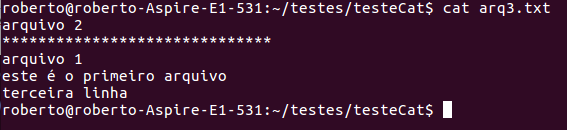 roberto@roberto-Aspire-E1-531:~/testes/testeCat$ cat arq3.txt
arquivo 2
******************************
arquivo 1
este é o primeiro arquivo
terceira linha
roberto@roberto-Aspire-E1-531:~/testes/testeCat$